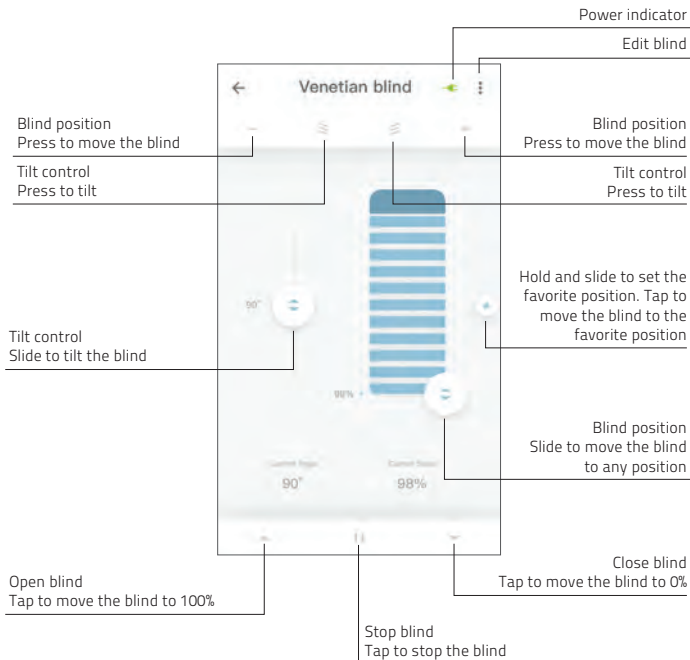 Power indicator
Edit blind
Venetian blind
Blind position
Press to move the blind
Blind position
Press to move the blind
Tilt control
Press to tilt
Tilt control
Press to tilt
Hold and slide to set the
favorite position. Tap to
move the blind to the
favorite position
90°
Tilt control
Slide to tilt the blind
98%
Blind position
Slide to move the blind
to any position
90°
98%
Open blind
Tap to move the blind to 100%
Close blind
Tap to move the blind to 0%
Stop blind
Tap to stop the blind